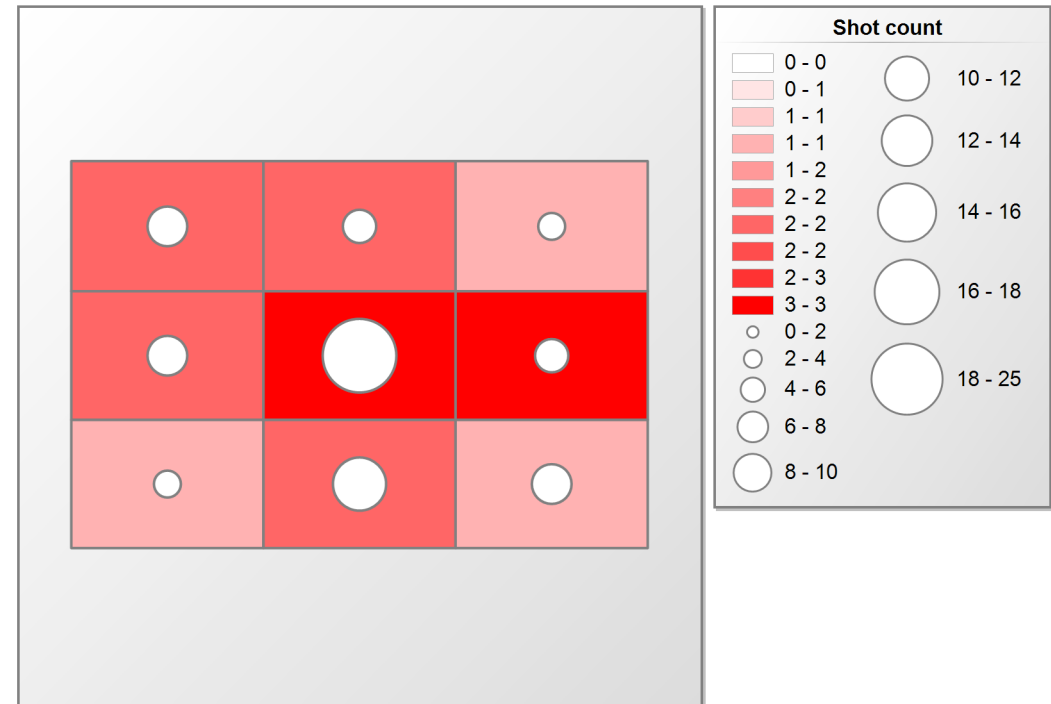 Shot count
0 - 0
0 - 1
1 - 1
1 - 1
1 - 2
2 - 2
2 - 2
2 - 2
2 - 3
3 - 3
0 - 2
2 - 4
4 - 6
6 - 8
8 - 10
10 - 12
12 - 14
14 - 16
16 - 18
18 - 25